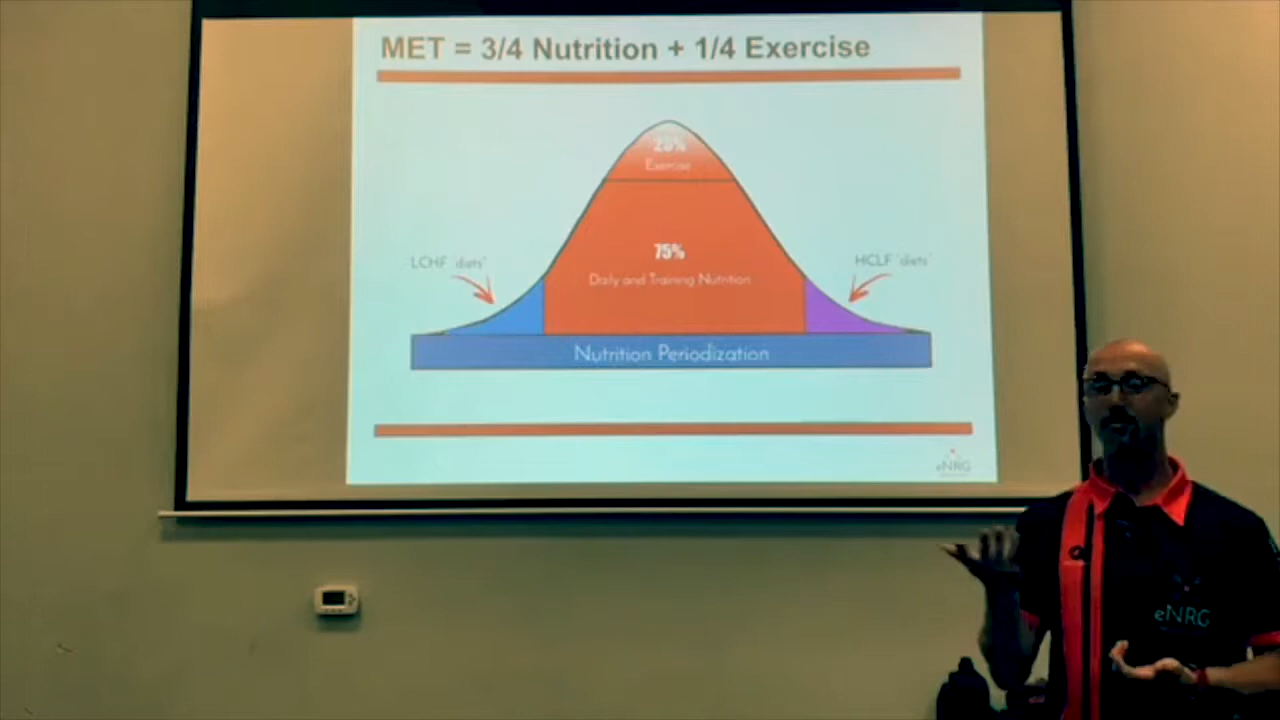 MET = 3/4 Nutrition + 1/4 Exercise
25%
Exercise
75%
Daily and Training Nutrition
LCHF 'diets'
HCLF 'diets'
Nutrition Periodization
eNRG
eNRG